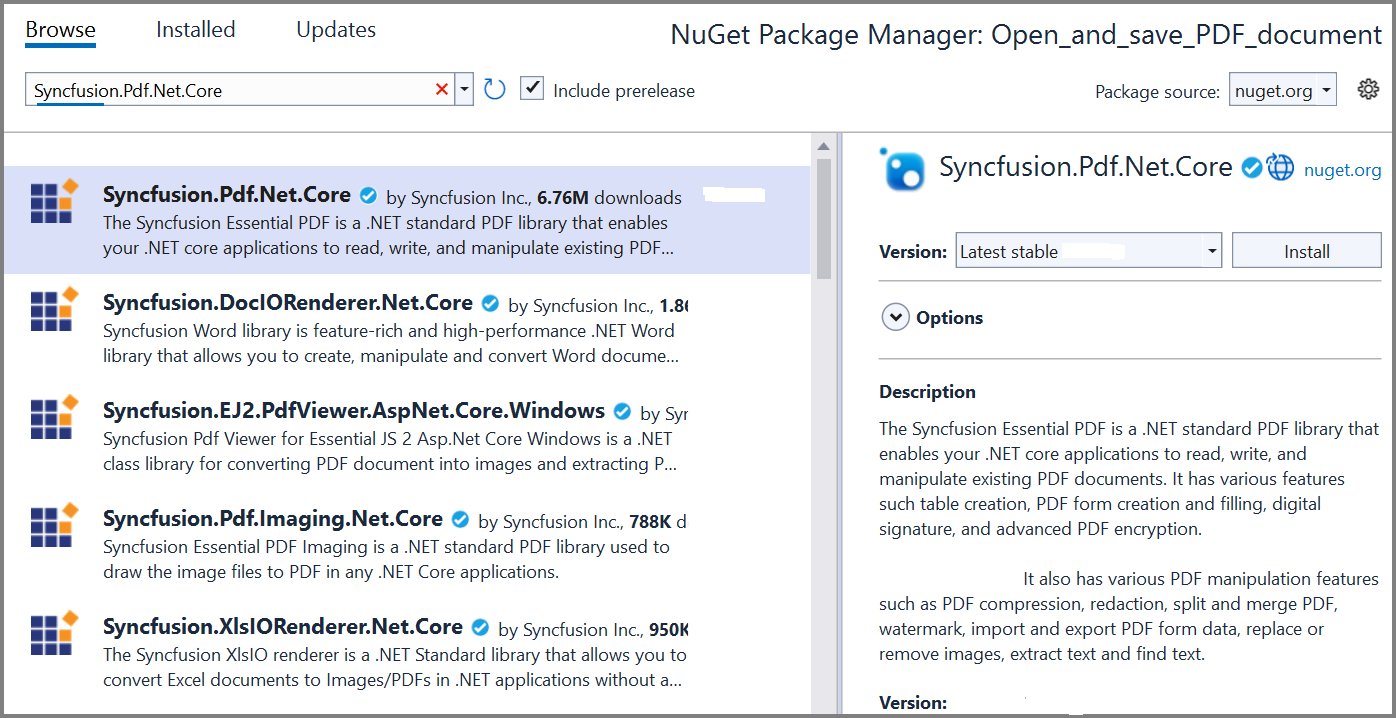 Browse Installed Updates
NuGet Package Manager: Open_and_save_PDF_document
Syncfusion.Pdf.Net.Core
Include prerelease
Package source: nuget.org
Syncfusion.Pdf.Net.Core by Syncfusion Inc., 6.76M downloads
The Syncfusion Essential PDF is a .NET standard PDF library that enables
your .NET core applications to read, write, and manipulate existing PDF...
Syncfusion.DocIORenderer.Net.Core by Syncfusion Inc., 1.86
Syncfusion Word library is feature-rich and high-performance .NET Word
library that allows you to create, manipulate and convert Word docume...
Syncfusion.EJ2.PdfViewer.AspNet.Core.Windows by Syn
Syncfusion Pdf Viewer for Essential JS 2 Asp.Net Core Windows is a .NET
class library for converting PDF document into images and extracting P...
Syncfusion.Pdf.Imaging.Net.Core by Syncfusion Inc., 788K d
Syncfusion Essential PDF Imaging is a .NET standard PDF library used to
draw the image files to PDF in any .NET Core applications.
Syncfusion.XlsIORenderer.Net.Core by Syncfusion Inc., 950K
The Syncfusion XlsIO renderer is a .NET Standard library that allows you to
convert Excel documents to Images/PDFs in .NET applications without a...
Syncfusion.Pdf.Net.Core nuget.org
Version: Latest stable Install
Options
Description
The Syncfusion Essential PDF is a .NET standard PDF library that
enables your .NET core applications to read, write, and
manipulate existing PDF documents. It has various features
such table creation, PDF form creation and filling, digital
signature, and advanced PDF encryption.
It also has various PDF manipulation features
such as PDF compression, redaction, split and merge PDF,
watermark, import and export PDF form data, replace or
remove images, extract text and find text.
Version: